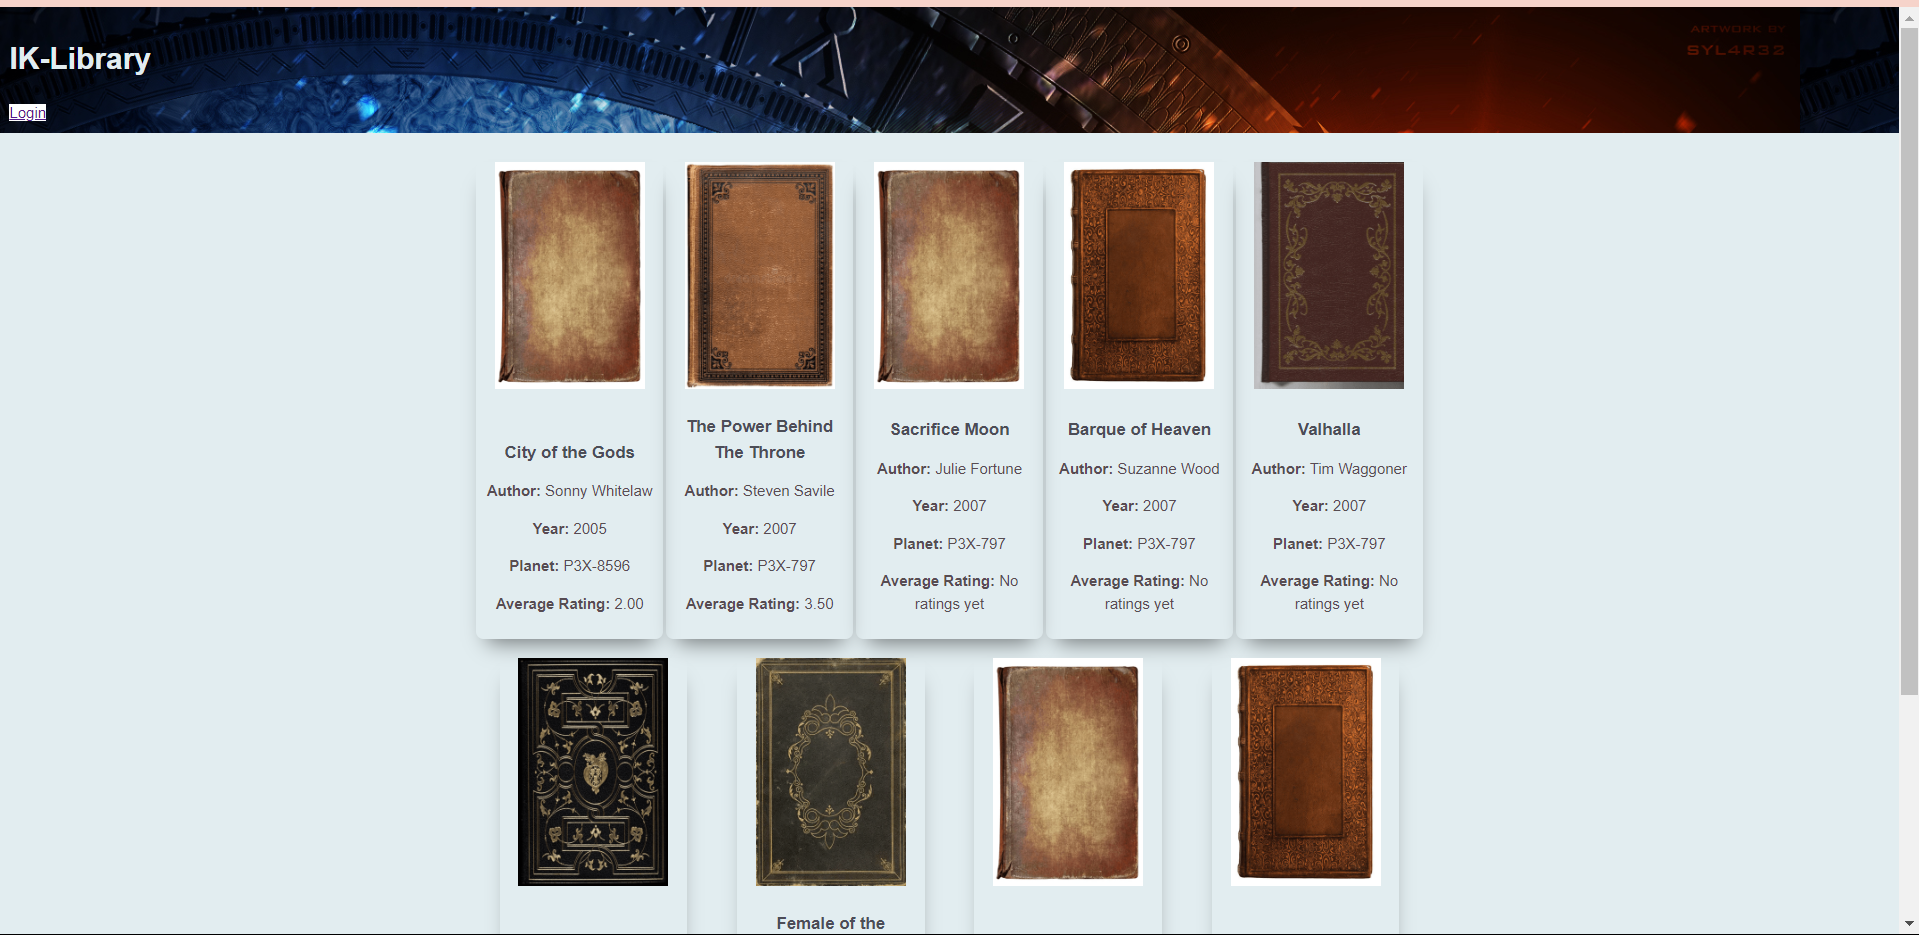 ARTWORK BY
SYL4R32
IK-Library
Login
City of the Gods
Author: Sonny Whitelaw
Year: 2005
Planet: P3X-8596
Average Rating: 2.00
The Power Behind
The Throne
Author: Steven Savile
Year: 2007
Planet: P3X-797
Average Rating: 3.50
Sacrifice Moon
Author: Julie Fortune
Year: 2007
Planet: P3X-797
Average Rating: No
ratings yet
Barque of Heaven
Author: Suzanne Wood
Year: 2007
Planet: P3X-797
Average Rating: No
ratings yet
Valhalla
Author: Tim Waggoner
Year: 2007
Planet: P3X-797
Average Rating: No
ratings yet
Female of the